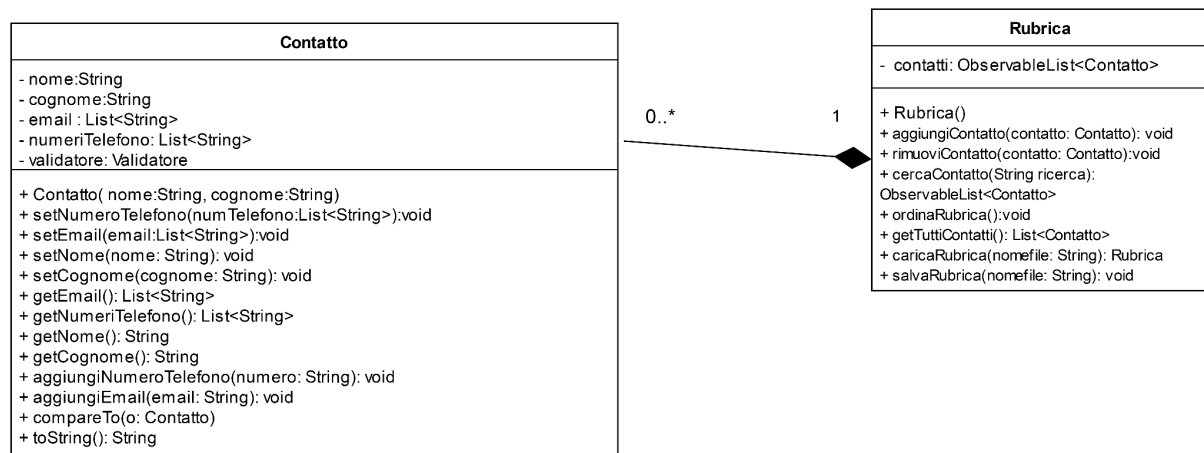 Contatto
- nome:String
- cognome:String
- email : List<String>
- numeriTelefono: List<String>
- validatore: Validatore
+ Contatto( nome:String, cognome:String)
+ setNumeroTelefono(numTelefono:List<String>):void
+ setEmail(email:List<String>):void
+ setNome(nome: String): void
+ setCognome(cognome: String): void
+ getEmail(): List<String>
+ getNumeriTelefono(): List<String>
+ getNome(): String
+ getCognome(): String
+ aggiungiNumeroTelefono(numero: String): void
+ aggiungiEmail(email: String): void
+ compareTo(o: Contatto)
+ toString(): String
0..*
1
Rubrica
- contatti: ObservableList<Contatto>
+ Rubrica()
+ aggiungiContatto(contatto: Contatto): void
+ rimuoviContatto(contatto: Contatto):void
+ cercaContatto(String ricerca):
ObservableList<Contatto>
+ ordinaRubrica():void
+ getTuttiContatti(): List<Contatto>
+ caricaRubrica(nomefile: String): Rubrica
+ salvaRubrica(nomefile: String): void